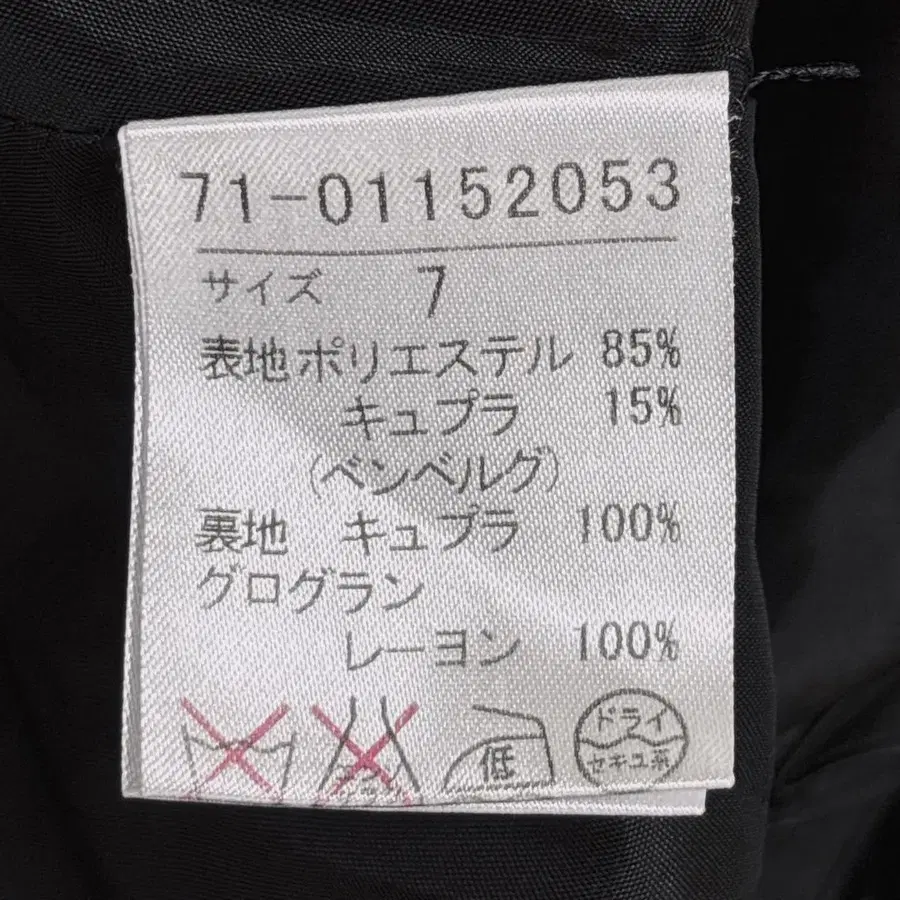 71-01152053
サイズ 7
表地 ポリエステル 85%
キュプラ 15%
(ベンベルグ)
裏地 キュプラ 100%
グログラン
レーヨン 100%
低
ドライ
セキユ系